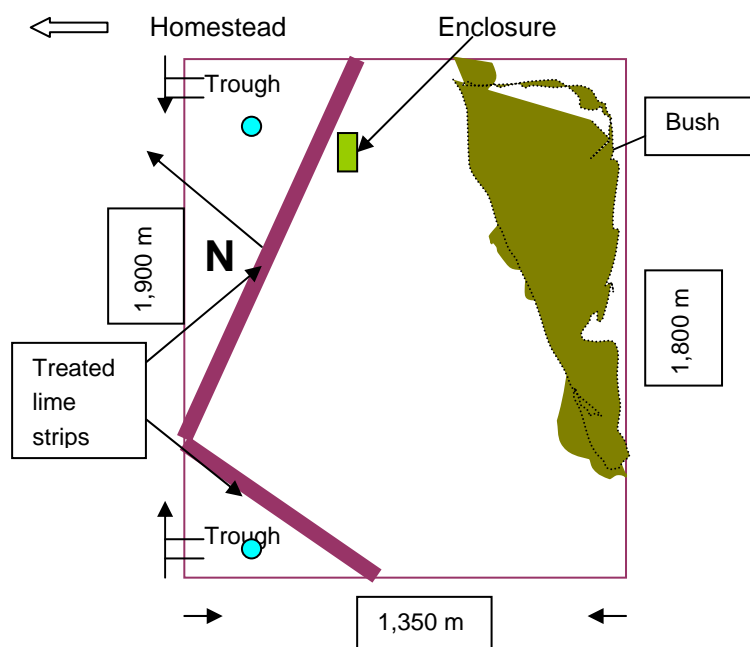 Homestead
Enclosure
Trough
Bush
1,900 m
N
1,800 m
Treated
lime
strips
Trough
1,350 m